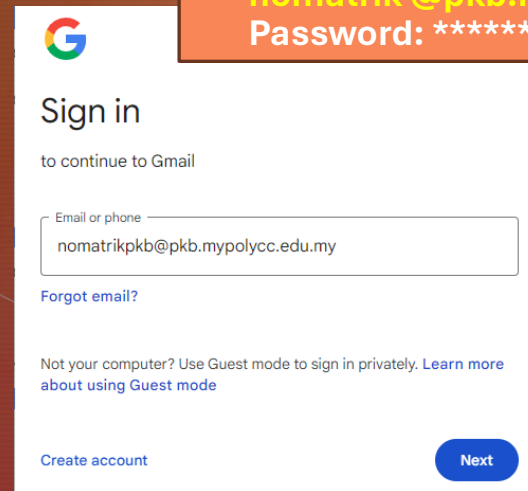 Password: ******
Sign in
to continue to Gmail
Email or phone
nomatrikpkb@pkb.mypolycc.edu.my
Forgot email?
Not your computer? Use Guest mode to sign in privately. Learn more
about using Guest mode
Create account
Next